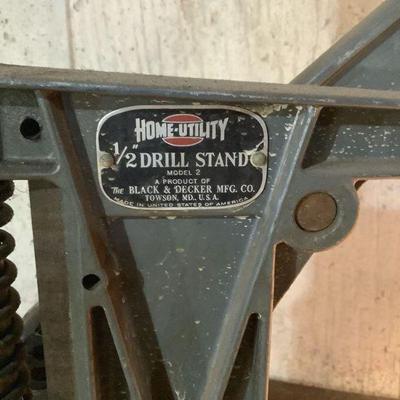 HOME-UTILITY
1/2" DRILL STAND
MODEL 2
A PRODUCT OF
The BLACK & DECKER MFG. CO.
TOWSON, MD., U.S.A.
MADE IN UNITED STATES OF AMERICA